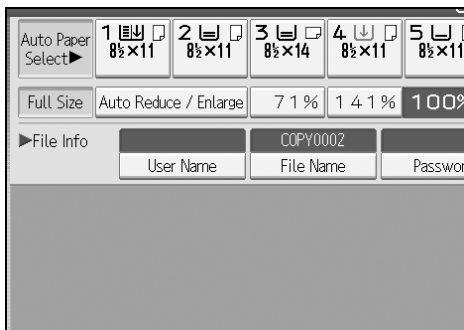 Auto Paper
Select▶
1
8½×11
2
8½×11
3
8½×14
4
8½×11
5
8½×11
Full Size
Auto Reduce / Enlarge
71%
141%
100%
▶File Info
COPY0002
User Name
File Name
Passwor